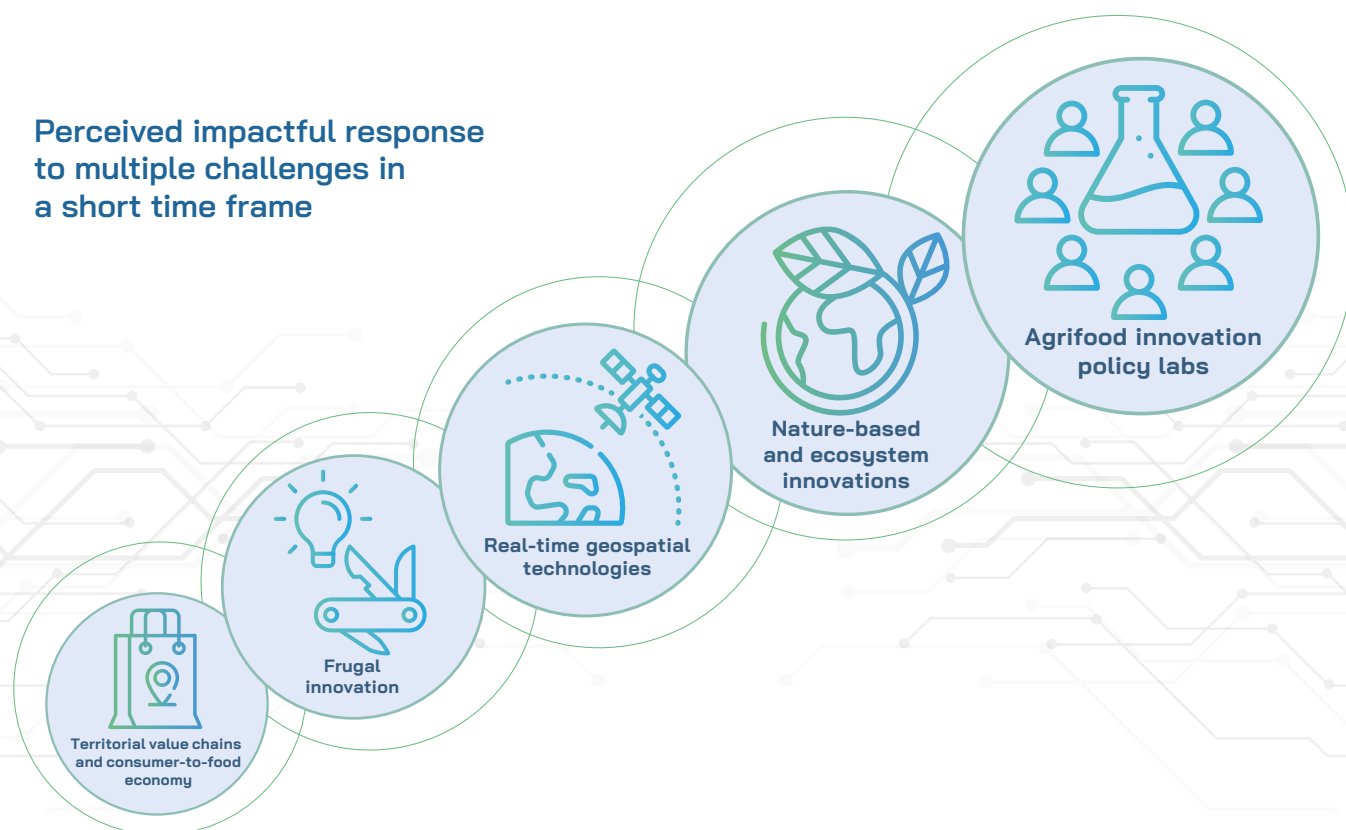 Perceived impactful response
to multiple challenges in
a short time frame
Territorial value chains
and consumer-to-food
economy
Frugal
innovation
Real-time geospatial
technologies
Nature-based
and ecosystem
innovations
Agrifood innovation
policy labs